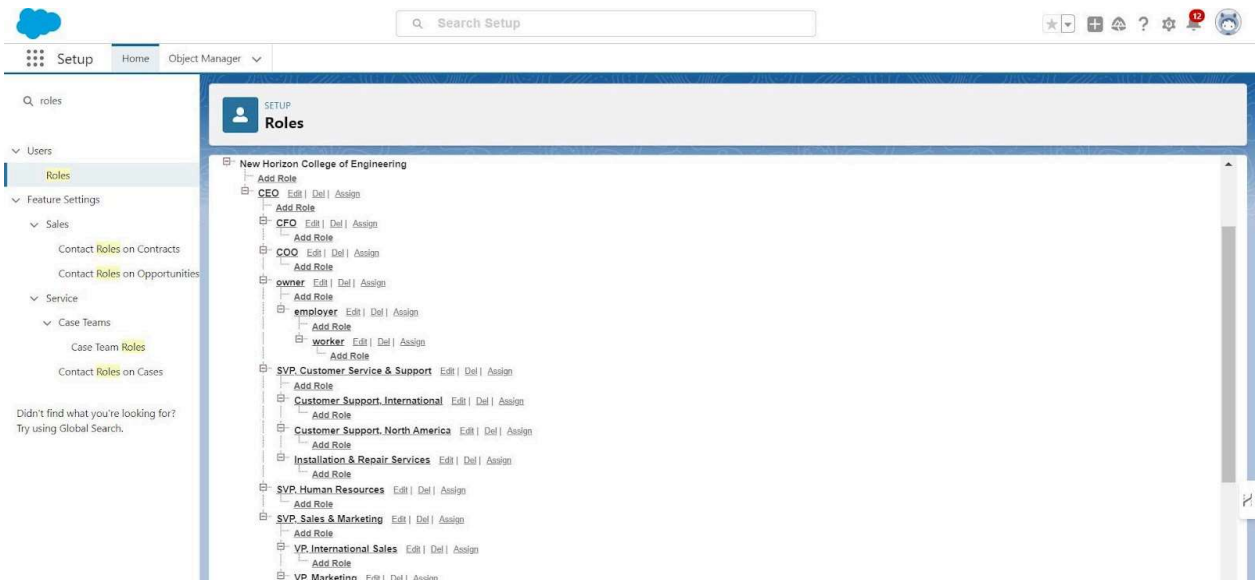 Search Setup
12
Setup
Home
Object Manager
roles
Users
Roles
Feature Settings
Sales
Contact Roles on Contracts
Contact Roles on Opportunities
Service
Case Teams
Case Team Roles
Contact Roles on Cases
Didn't find what you're looking for?
Try using Global Search.
SETUP
Roles
New Horizon College of Engineering
Add Role
CEO Edit | Del | Assign
Add Role
CFO Edit | Del | Assign
Add Role
COO Edit | Del | Assign
Add Role
owner Edit | Del | Assign
Add Role
employer Edit | Del | Assign
Add Role
worker Edit | Del | Assign
Add Role
SVP, Customer Service & Support Edit | Del | Assign
Add Role
Customer Support, International Edit | Del | Assign
Add Role
Customer Support, North America Edit | Del | Assign
Add Role
Installation & Repair Services Edit | Del | Assign
Add Role
SVP, Human Resources Edit | Del | Assign
Add Role
SVP, Sales & Marketing Edit | Del | Assign
Add Role
VP, International Sales Edit | Del | Assign
Add Role
VP, Marketing Edit | Del | Assign